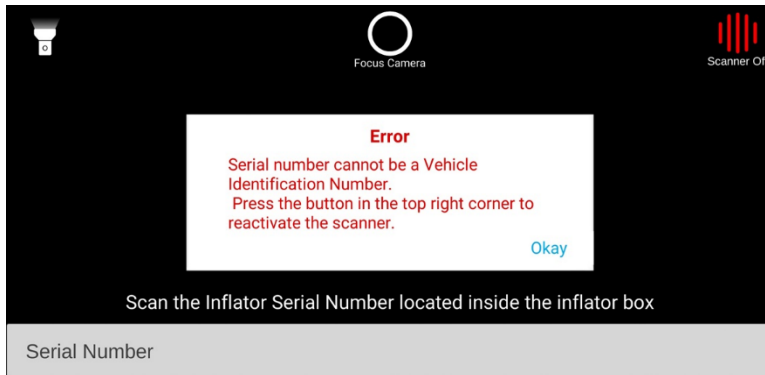 Focus Camera
Scanner Of
Error
Serial number cannot be a Vehicle
Identification Number.
Press the button in the top right corner to
reactivate the scanner.
Okay
Scan the Inflator Serial Number located inside the inflator box
Serial Number